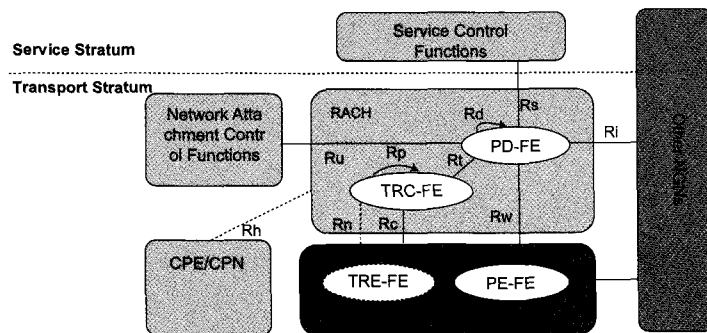 Service Control
Functions
Service Stratum
Transport Stratum
Network Atta
chment Contr
ol Functions
RACH
Rs
Rd
Ri
PD-FE
Ru
Rp
Rt
TRC-FE
Rn
Rc
Rw
Rh
CPE/CPN
TRE-FE
PE-FE
Other NGNs